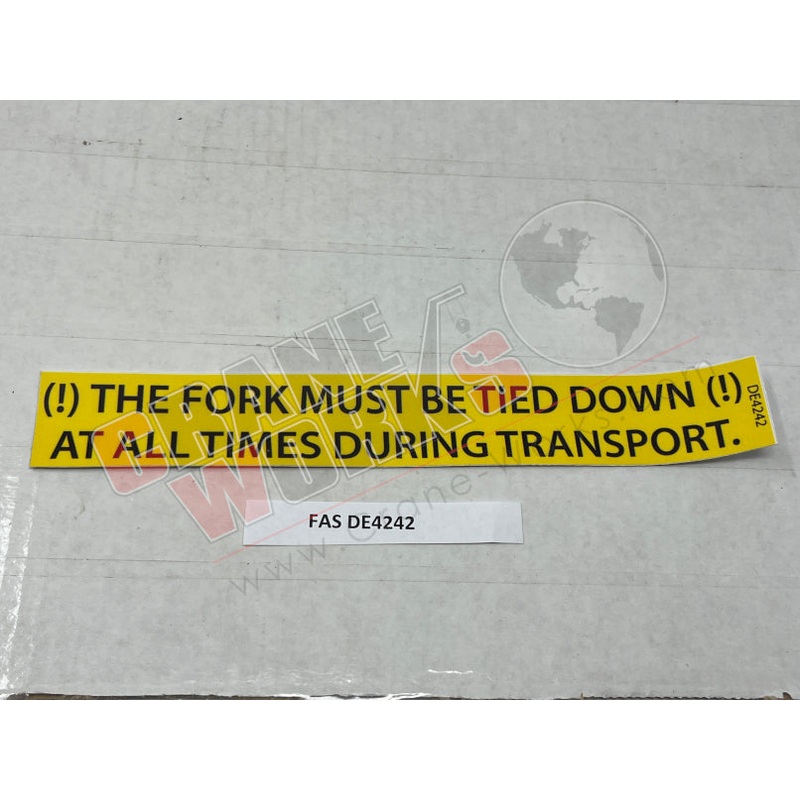 (!) THE FORK MUST BE TIED DOWN (!)
AT ALL TIMES DURING TRANSPORT.
DE4242
FAS DE4242
CRANE
WORKS
www.crane-works.com